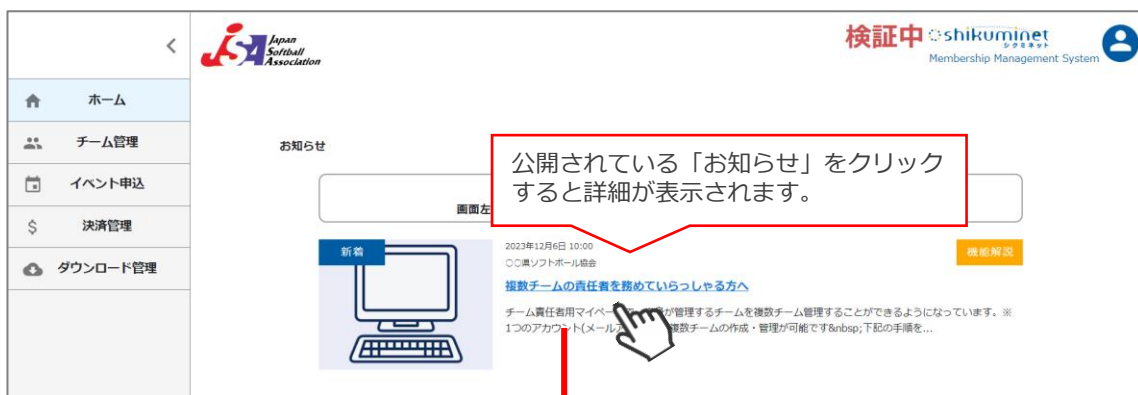 Japan
Softball
Association
検証中
shikuminet
シクミネット
Membership Management System
ホーム
チーム管理
イベント申込
決済管理
ダウンロード管理
お知らせ
公開されている「お知らせ」をクリック
すると詳細が表示されます。
画面左
新着
2023年12月6日 10:00
〇〇県ソフトボール協会
機能解説
複数チームの責任者を務めていらっしゃる方へ
チーム責任者用マイペー が管理するチームを複数チーム管理することができるようになっています。※
1つのアカウント(メールア 複数チームの作成・管理が可能です&nbsp;下記の手順を...